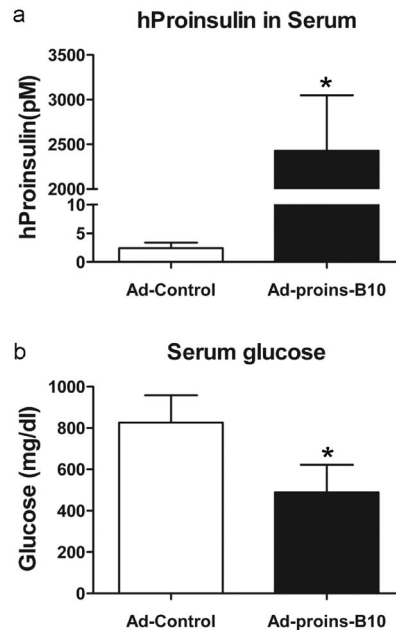 a
hProinsulin in Serum
hProinsulin(pM)
3500
3000
2500
2000
10
5
0
*
Ad-Control Ad-proins-B10
b
Serum glucose
Glucose (mg/dl)
1000
800
600
400
200
0
*
Ad-Control Ad-proins-B10